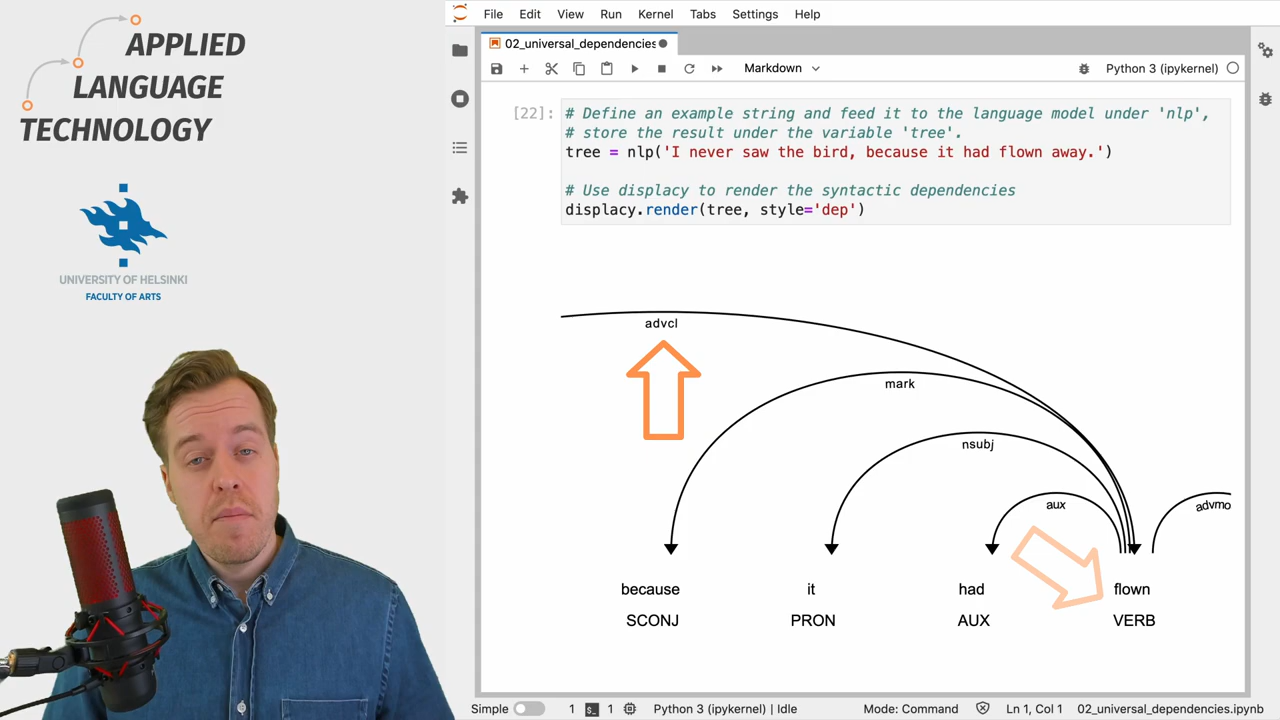 APPLIED
LANGUAGE
TECHNOLOGY
UNIVERSITY OF HELSINKI
FACULTY OF ARTS
File Edit View Run Kernel Tabs Settings Help
02_universal_dependencies
Markdown
Python 3 (ipykernel)
[22]:
# Define an example string and feed it to the language model under 'nlp',
# store the result under the variable 'tree'.
tree = nlp('I never saw the bird, because it had flown away.')
# Use displacy to render the syntactic dependencies
displacy.render(tree, style='dep')
advcl
mark
nsubj
aux
advmo
because it had flown
SCONJ PRON AUX VERB
Simple 1 1 Python 3 (ipykernel) | Idle Mode: Command Ln 1, Col 1 02_universal_dependencies.ipynb